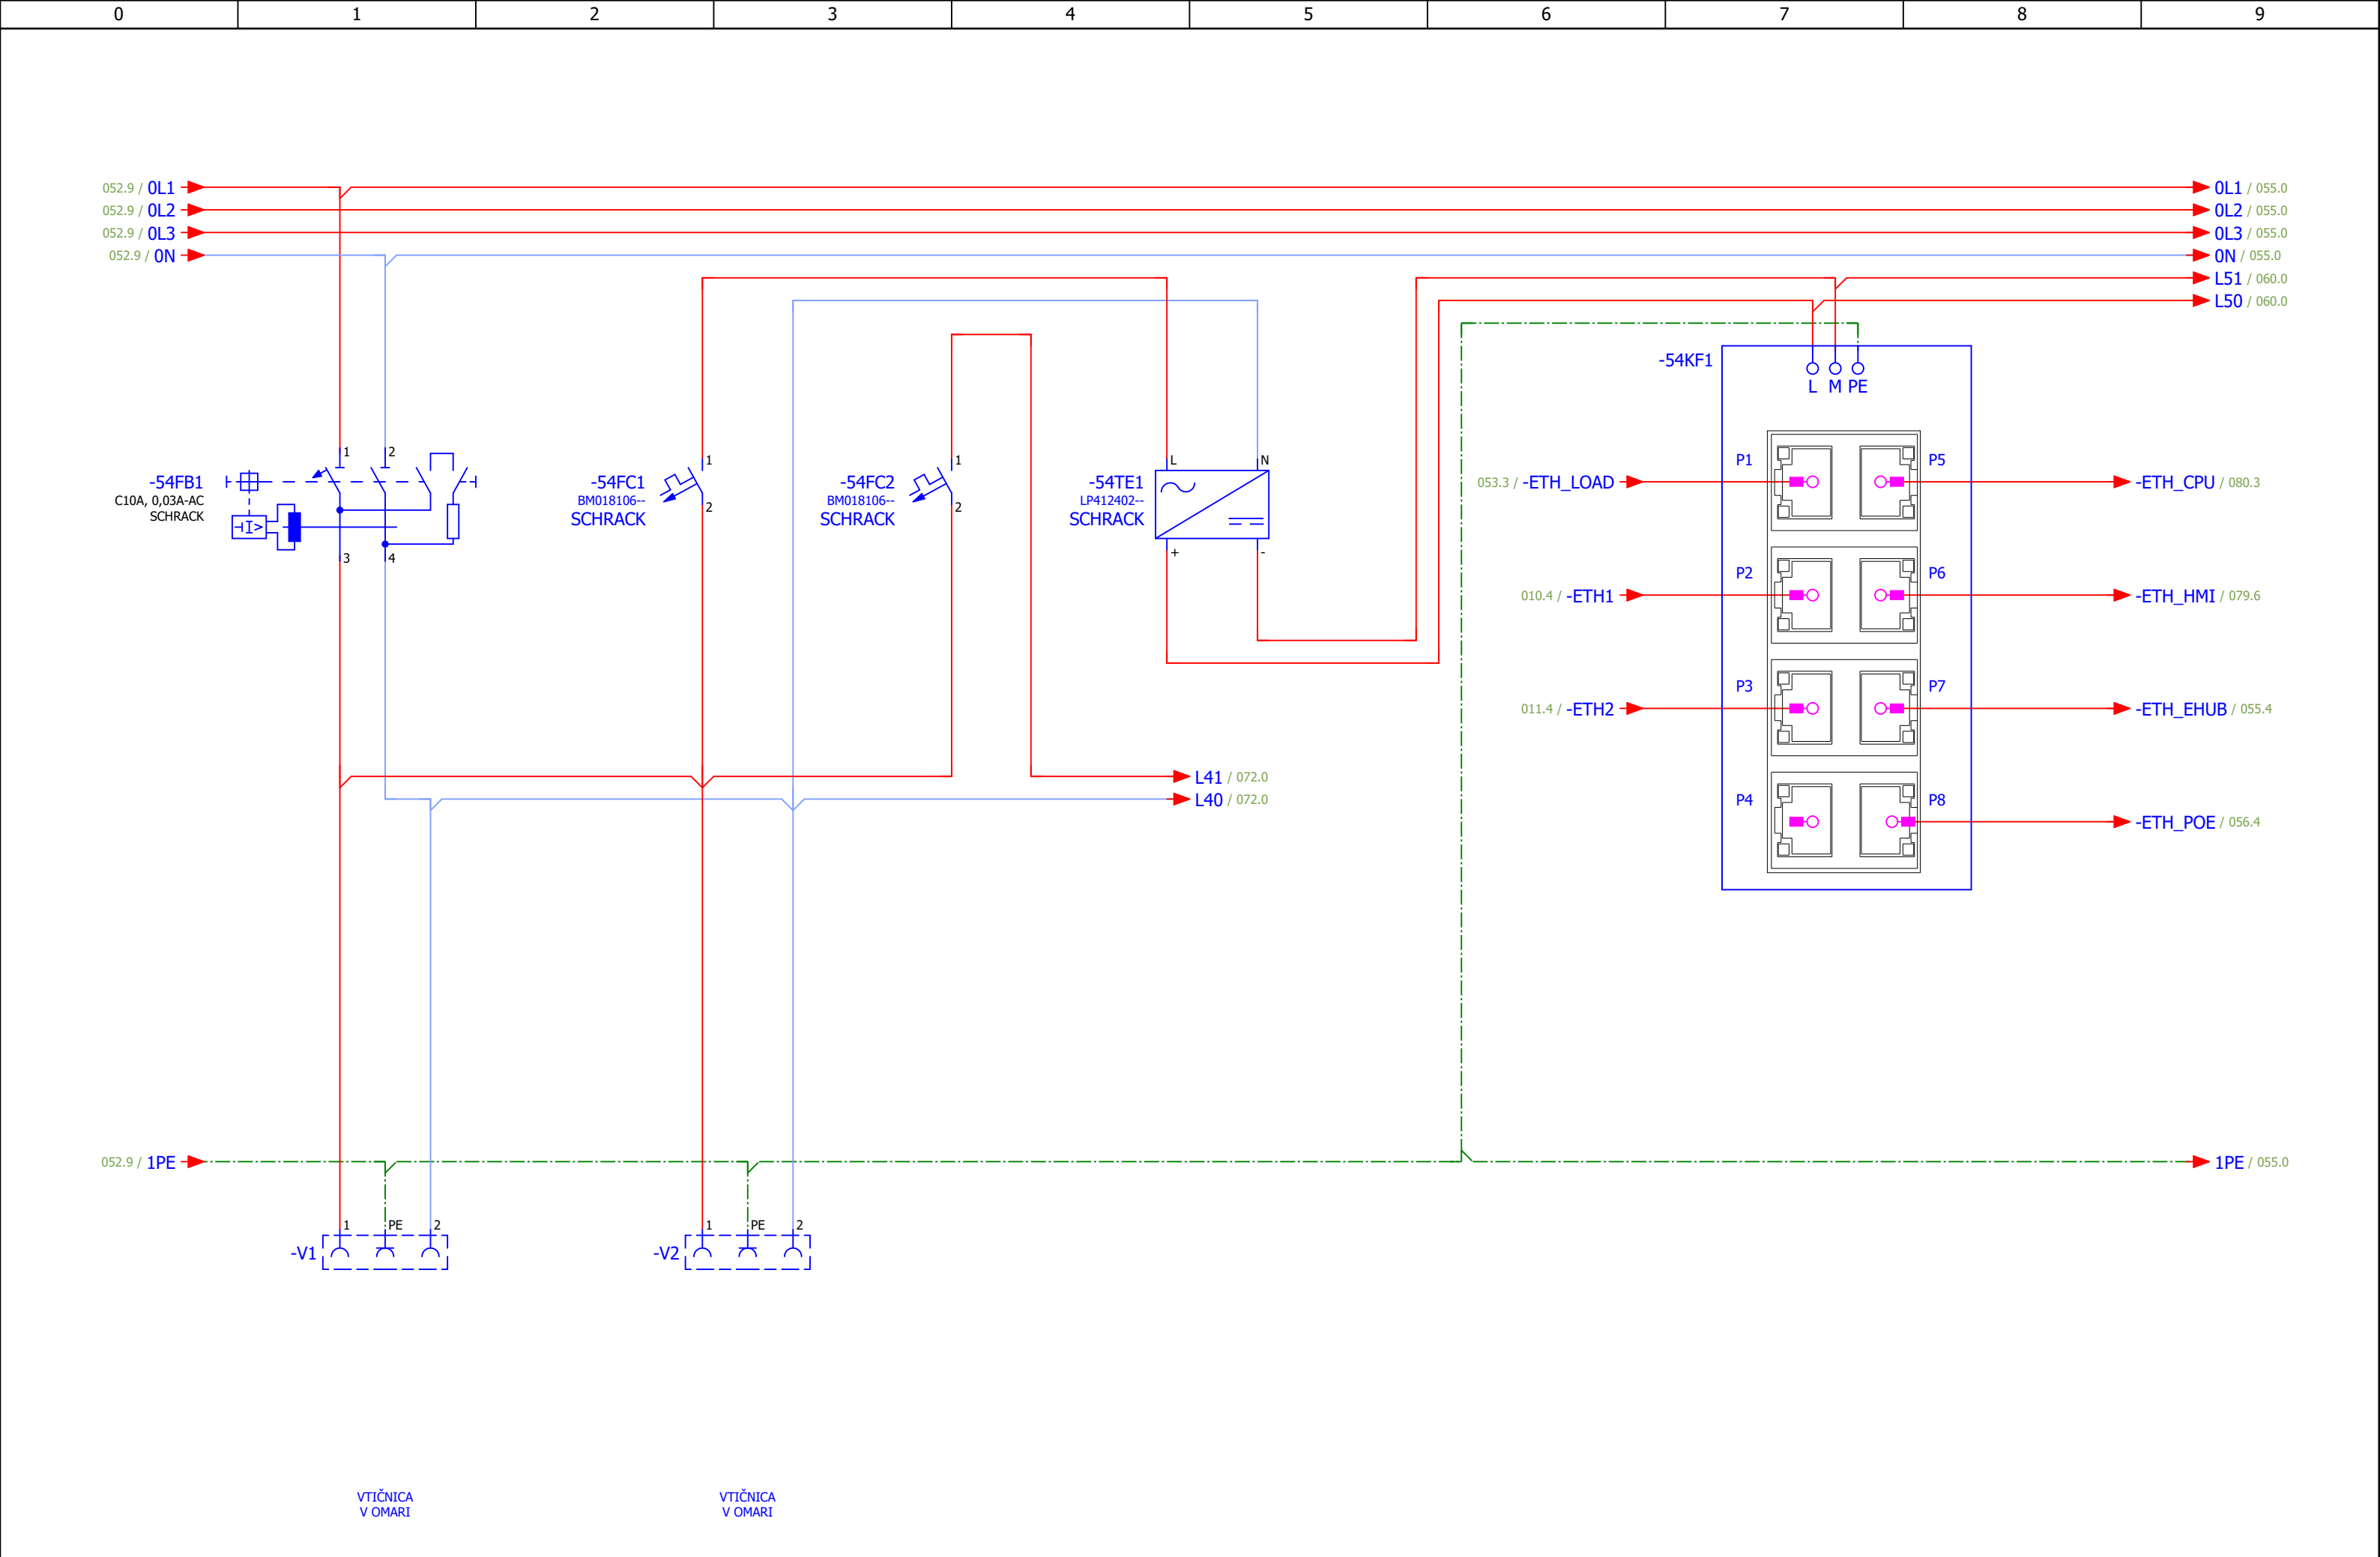 0 1 2 3 4 5 6 7 8 9
052.9 / 0L1
0L1 / 055.0
052.9 / 0L2
0L2 / 055.0
052.9 / 0L3
0L3 / 055.0
052.9 / 0N
0N / 055.0
L51 / 060.0
L50 / 060.0
-54KF1
L M PE
-54FB1
C10A, 0,03A-AC
SCHRACK
1 2
I>
3 4
-54FC1
BM018106--
SCHRACK
1
2
-54FC2
BM018106--
SCHRACK
1
2
-54TE1
LP412402--
SCHRACK
L N
+ -
P1 P5
053.3 / -ETH_LOAD
-ETH_CPU / 080.3
P2 P6
010.4 / -ETH1
-ETH_HMI / 079.6
P3 P7
011.4 / -ETH2
-ETH_EHUB / 055.4
P4 P8
-ETH_POE / 056.4
L41 / 072.0
L40 / 072.0
052.9 / 1PE
1PE / 055.0
-V1
1 PE 2
-V2
1 PE 2
VTIČNICA
V OMARI
VTIČNICA
V OMARI